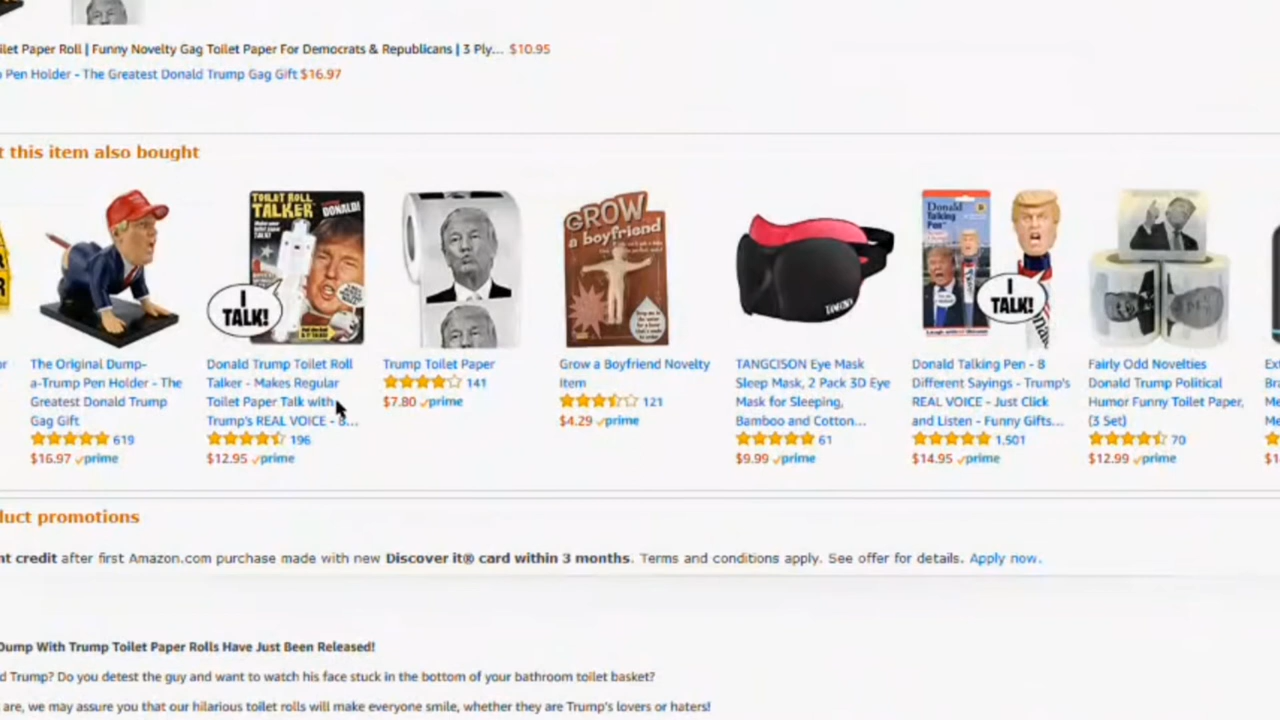 ilet Paper Roll | Funny Novelty Gag Toilet Paper For Democrats & Republicans | 3 Ply... $10.95
Pen Holder - The Greatest Donald Trump Gag Gift $16.97
t this item also bought
TOILET ROLL
TALKER
DONALD!
I
TALK!
GROW
a boyfriend
Donald
Talking
Pen
I
TALK!
The Original Dump-
a-Trump Pen Holder - The
Greatest Donald Trump
Gag Gift
619
$16.97 prime
Donald Trump Toilet Roll
Talker - Makes Regular
Toilet Paper Talk with
Trump's REAL VOICE - 8...
196
$12.95 prime
Trump Toilet Paper
141
$7.80 prime
Grow a Boyfriend Novelty
Item
121
$4.29 prime
TANGCISON Eye Mask
Sleep Mask, 2 Pack 3D Eye
Mask for Sleeping,
Bamboo and Cotton...
61
$9.99 prime
Donald Talking Pen - 8
Different Sayings - Trump's
REAL VOICE - Just Click
and Listen - Funny Gifts...
1,501
$14.95 prime
Fairly Odd Novelties
Donald Trump Political
Humor Funny Toilet Paper,
(3 Set)
70
$12.99 prime
Ext
Bra
Me
Me
$1
duct promotions
nt credit after first Amazon.com purchase made with new Discover it® card within 3 months. Terms and conditions apply. See offer for details. Apply now.
Dump With Trump Toilet Paper Rolls Have Just Been Released!
d Trump? Do you detest the guy and want to watch his face stuck in the bottom of your bathroom toilet basket?
are, we may assure you that our hilarious toilet rolls will make everyone smile, whether they are Trump's lovers or haters!